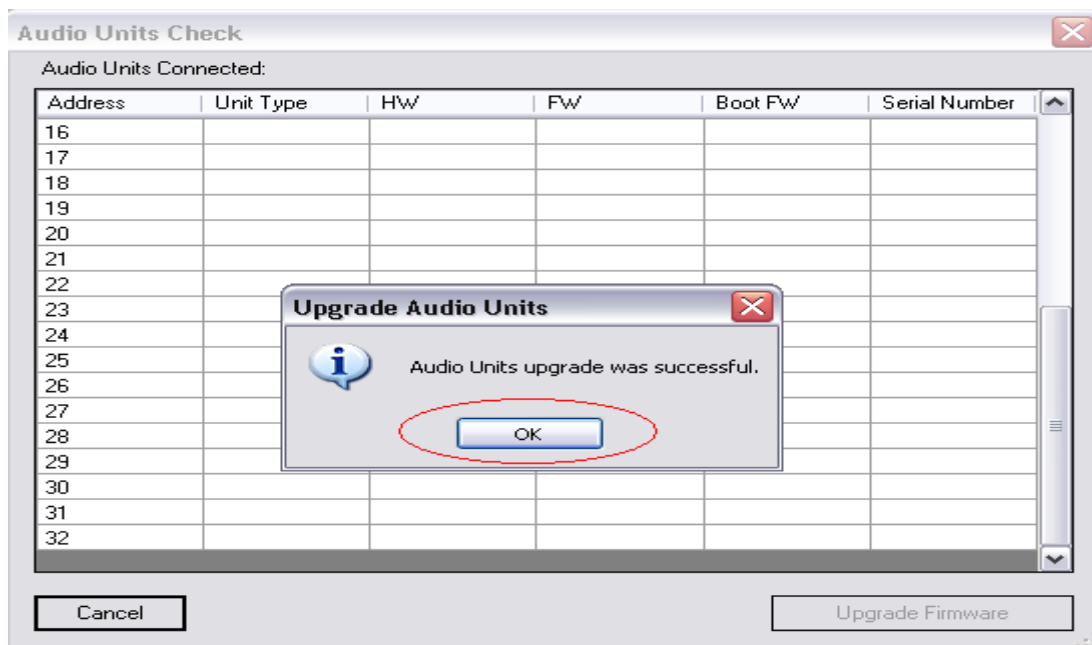 Audio Units Check
Audio Units Connected:
Address Unit Type HW FW Boot FW Serial Number
16
17
18
19
20
21
22
23
24
25
26
27
28
29
30
31
32
Upgrade Audio Units
Audio Units upgrade was successful.
OK
Cancel Upgrade Firmware